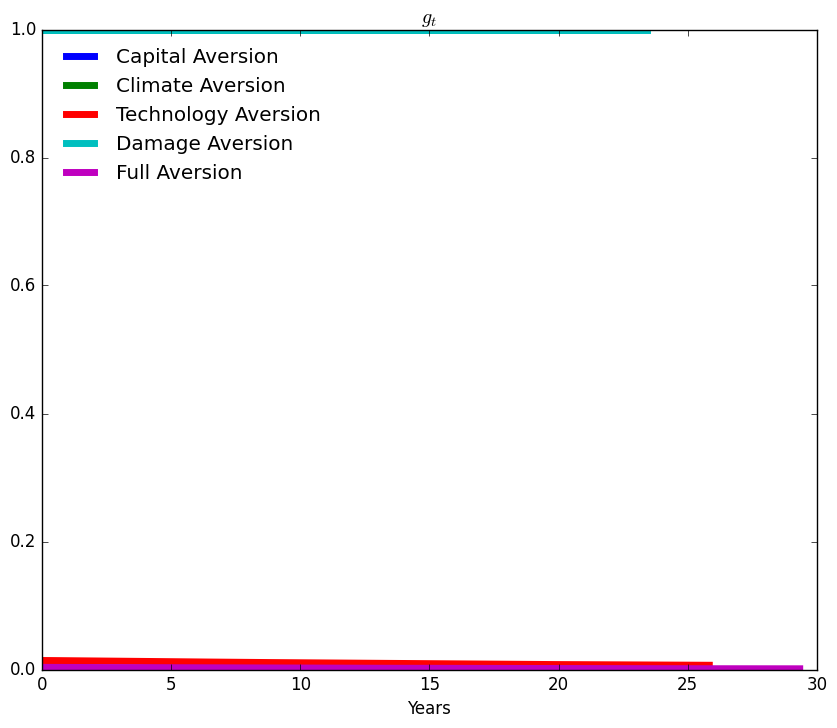 g_t
1.0
Capital Aversion
Climate Aversion
Technology Aversion
Damage Aversion
Full Aversion
0.8
0.6
0.4
0.2
0.0
0 5 10 15 20 25 30
Years